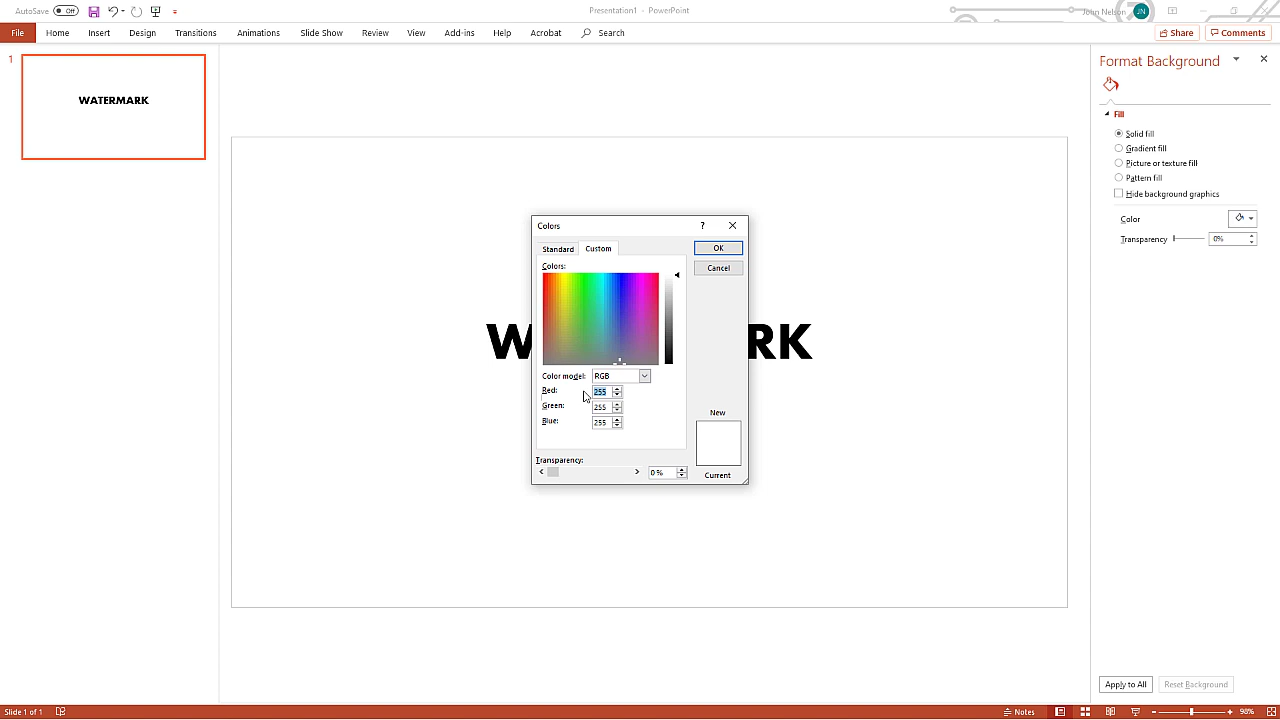 AutoSave Off
Presentation1 - PowerPoint
John Nelson JN
File Home Insert Design Transitions Animations Slide Show Review View Add-ins Help Acrobat Search
Share Comments
1
WATERMARK
Format Background
Fill
Solid fill
Gradient fill
Picture or texture fill
Pattern fill
Hide background graphics
Color
Transparency 0%
Colors ?
Standard Custom
OK
Cancel
Colors:
Color model: RGB
Red: 255
Green: 255
Blue: 255
New
Current
Transparency:
0 %
W RK
Apply to All Reset Background
Slide 1 of 1
Notes
98%